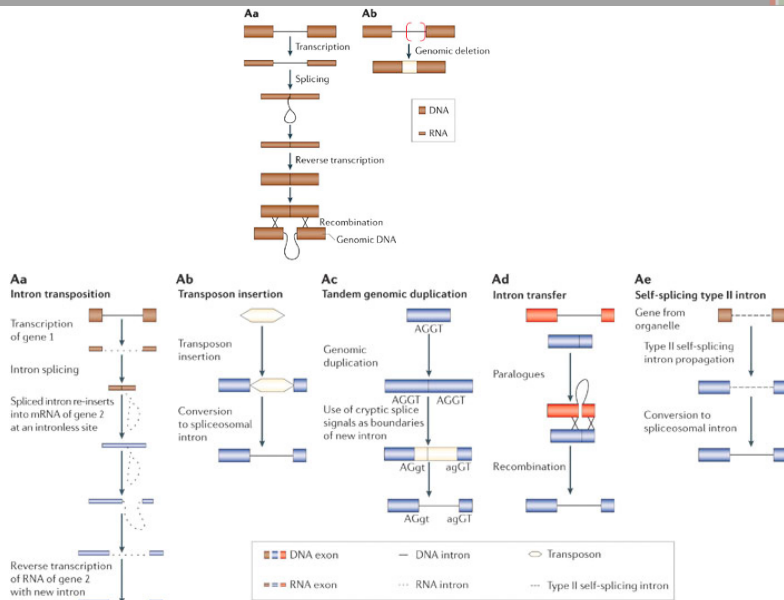 Aa
Ab
Transcription
Genomic deletion
Splicing
DNA
RNA
Reverse transcription
Recombination
Genomic DNA
Aa
Intron transposition
Transcription
of gene 1
Intron splicing
Spliced intron re-inserts
into mRNA of gene 2
at an intronless site
Reverse transcription
of RNA of gene 2
with new intron
Ab
Transposon insertion
Transposon
insertion
Conversion
to spliceosomal
intron
Ac
Tandem genomic duplication
AGGT
Genomic
duplication
AGGT AGGT
Use of cryptic splice
signals as boundaries
of new intron
AGgt agGT
AGgt agGT
Ad
Intron transfer
Paralogues
Recombination
Ae
Self-splicing type II intron
Gene from
organelle
Type II self-splicing
intron propagation
Conversion to
spliceosomal intron
DNA exon DNA intron Transposon
RNA exon RNA intron Type II self-splicing intron